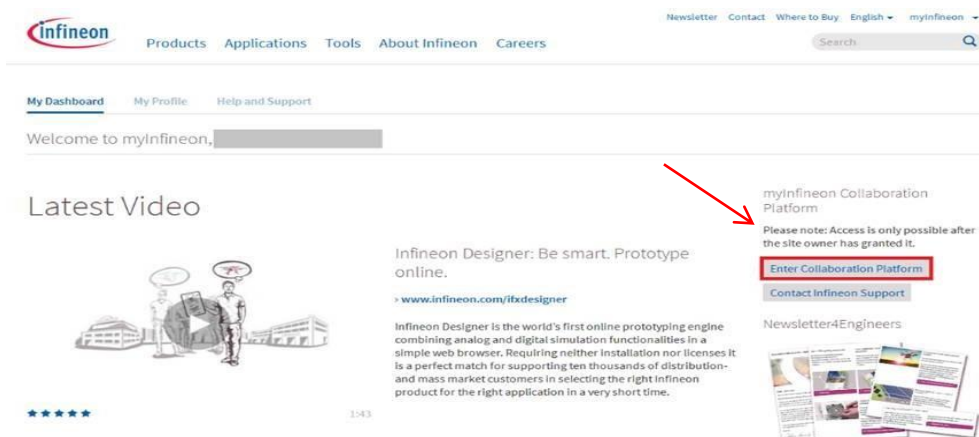 Newsletter Contact Where to Buy English myInfineon
infineon
Products Applications Tools About Infineon Careers
Search
My Dashboard My Profile Help and Support
Welcome to myInfineon,
Latest Video
Infineon Designer: Be smart. Prototype
online.
› www.infineon.com/ifxdesigner
Infineon Designer is the world's first online prototyping engine
combining analog and digital simulation functionalities in a
simple web browser. Requiring neither installation nor licenses it
is a perfect match for supporting ten thousands of distribution-
and mass market customers in selecting the right Infineon
product for the right application in a very short time.
1:43
myInfineon Collaboration
Platform
Please note: Access is only possible after
the site owner has granted it.
Enter Collaboration Platform
Contact Infineon Support
Newsletter4Engineers